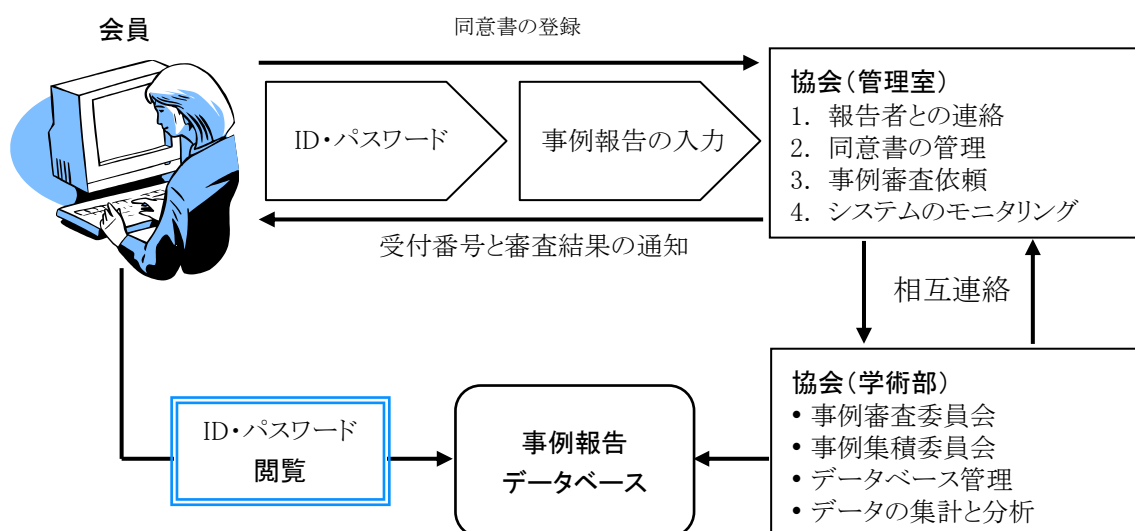 会員
同意書の登録
ID・パスワード
事例報告の入力
協会(管理室)
1. 報告者との連絡
2. 同意書の管理
3. 事例審査依頼
4. システムのモニタリング
受付番号と審査結果の通知
相互連絡
ID・パスワード
閲覧
事例報告
データベース
協会(学術部)
• 事例審査委員会
• 事例集積委員会
• データベース管理
• データの集計と分析